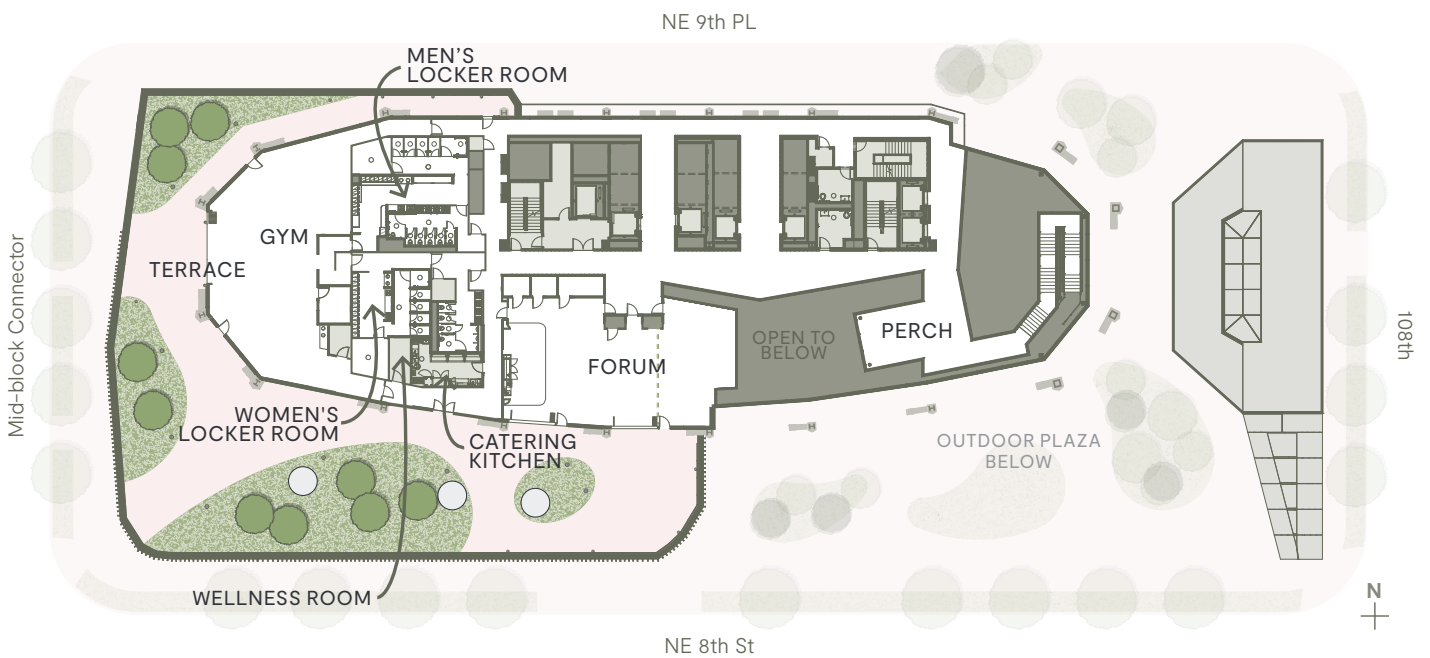 NE 9th PL
MEN'S
LOCKER ROOM
GYM
TERRACE
Mid-block Connector
OPEN TO
BELOW
PERCH
108th
FORUM
WOMEN'S
LOCKER ROOM
CATERING
KITCHEN
OUTDOOR PLAZA
BELOW
WELLNESS ROOM
N
NE 8th St